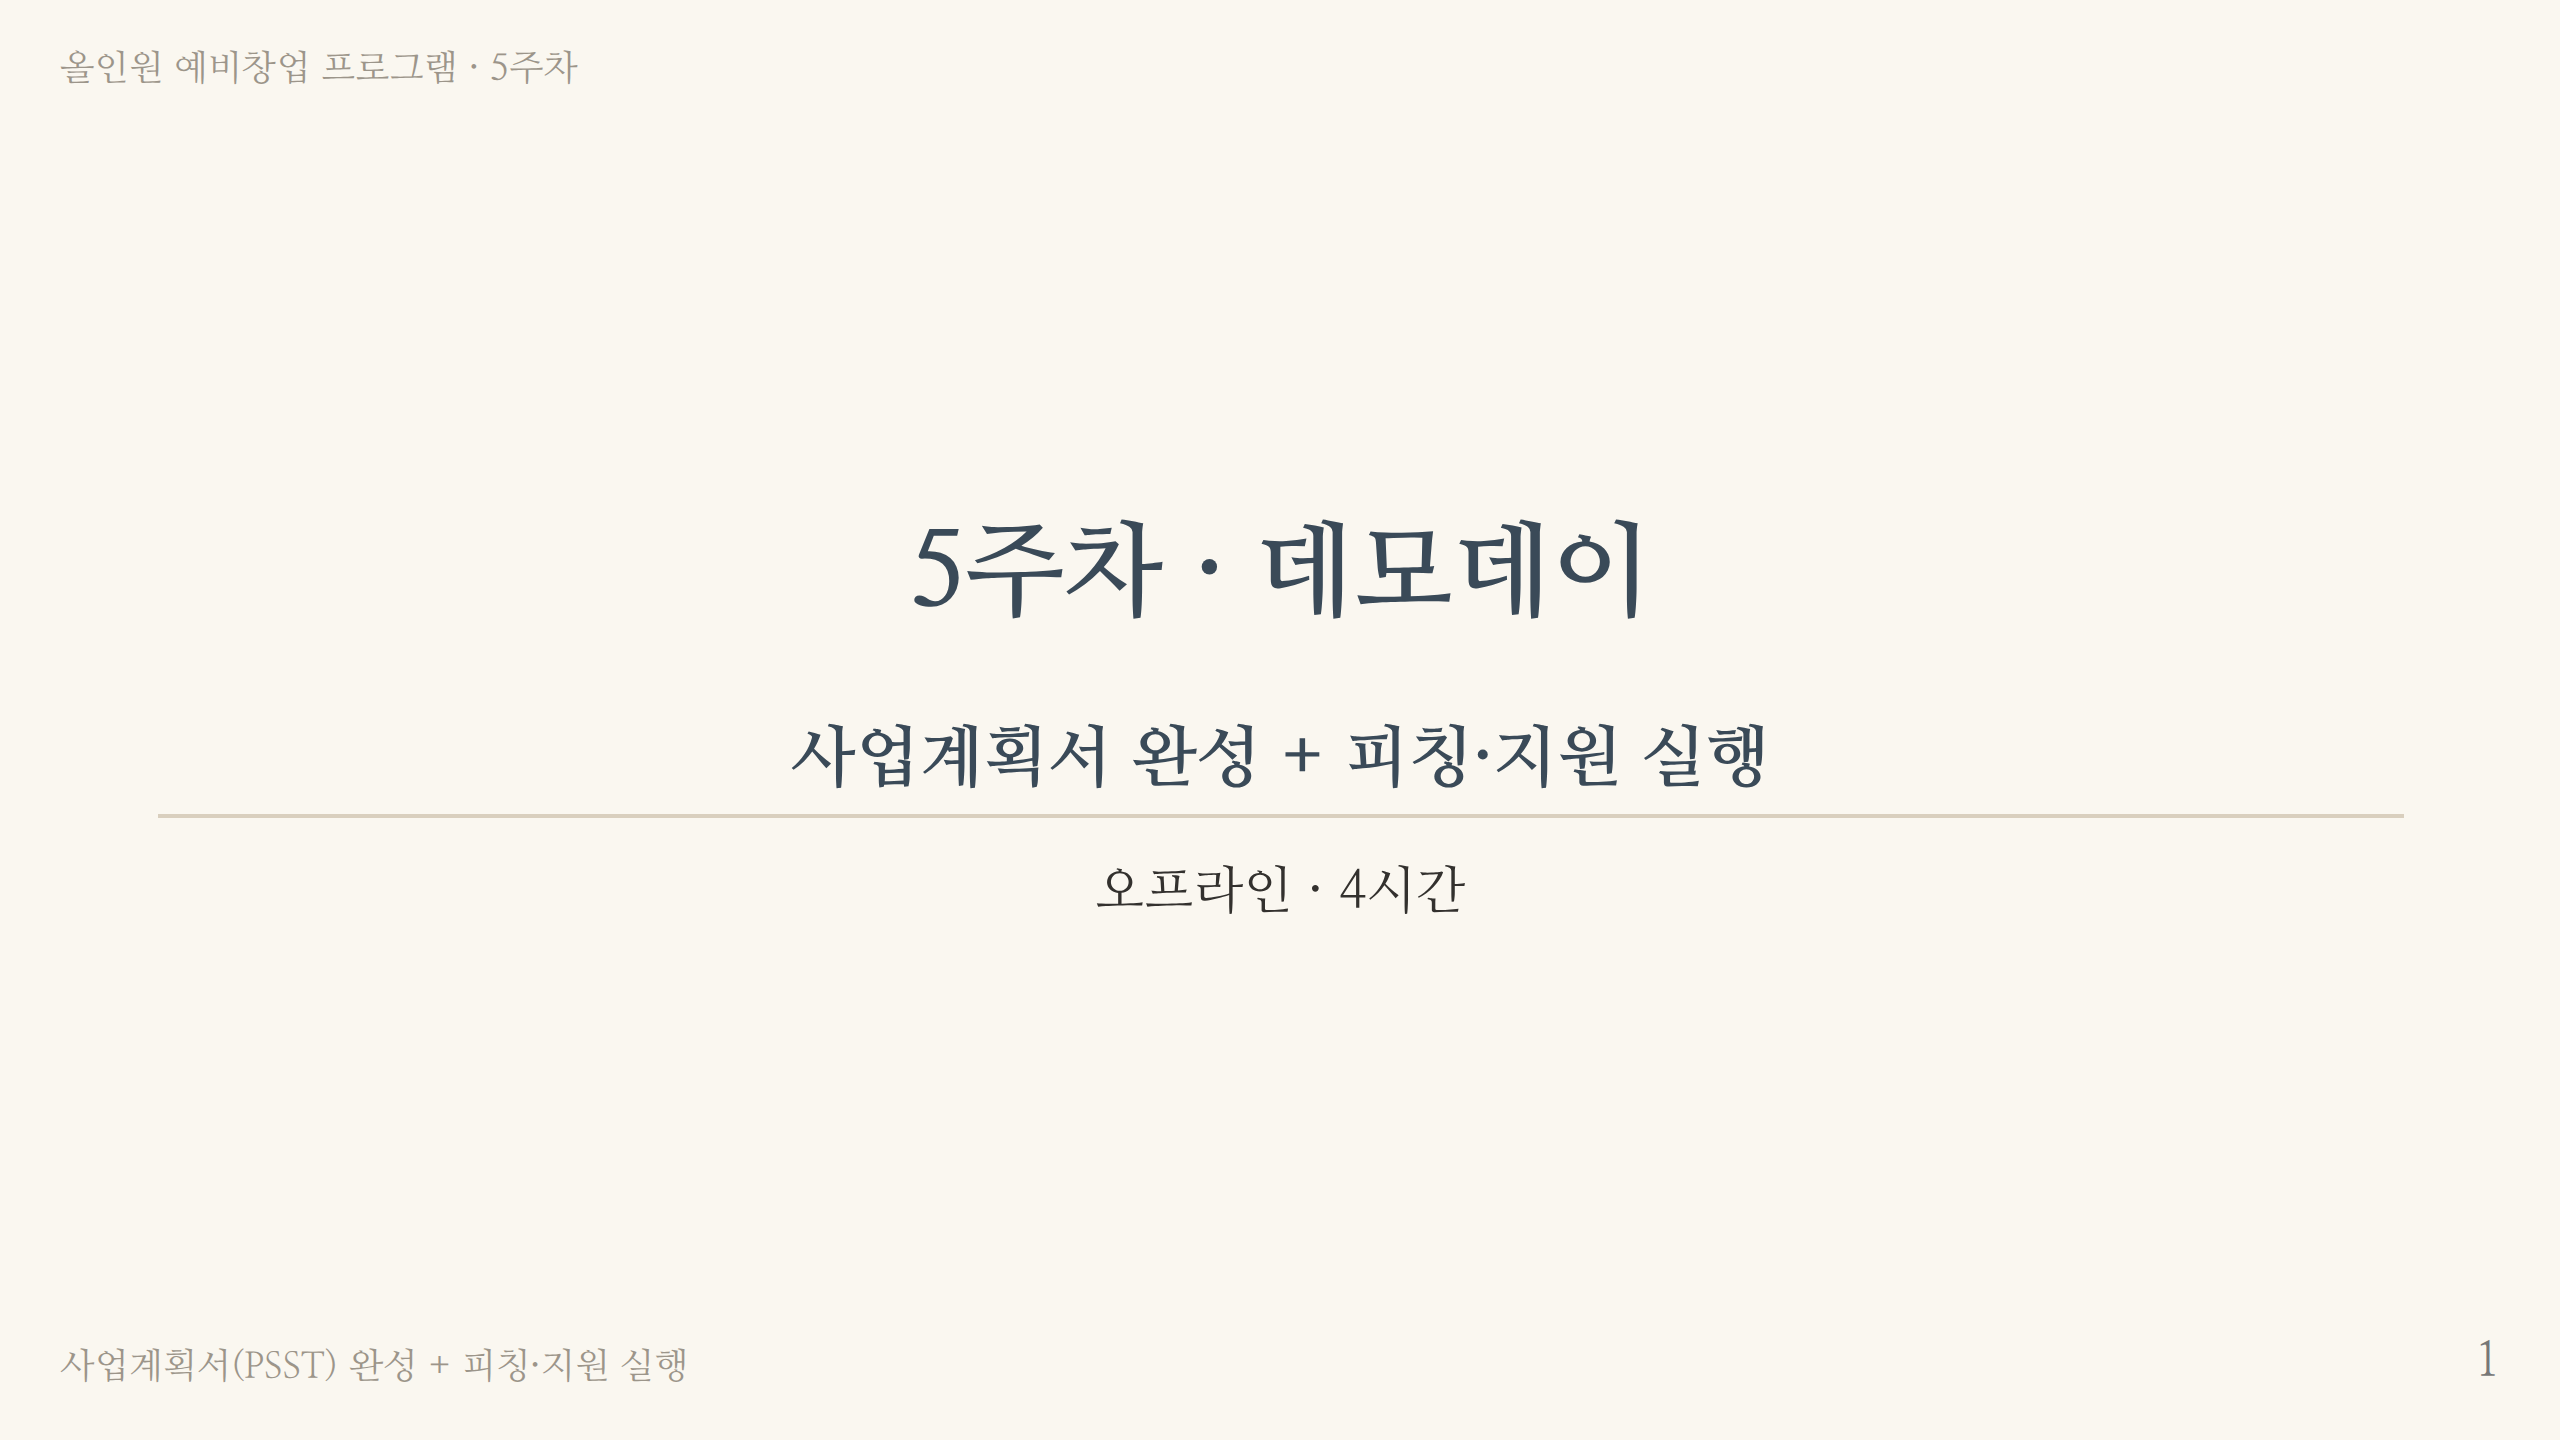 올인원 예비창업 프로그램 · 5주차
5주차 · 데모데이
사업계획서 완성 + 피칭·지원 실행
오프라인 · 4시간
사업계획서(PSST) 완성 + 피칭·지원 실행
1